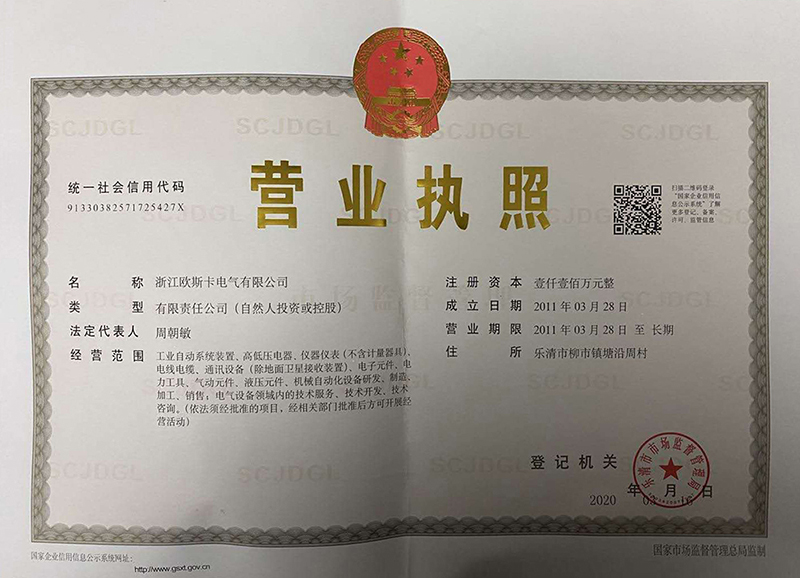 营业执照
统一社会信用代码
91330382571725427X
扫描二维码登录
“国家企业信用信
息公示系统”了解
更多登记、备案、
许可、监管信息
名 称 浙江欧斯卡电气有限公司
类 型 有限责任公司（自然人投资或控股）
法定代表人 周朝敏
经营范围 工业自动系统装置、高低压电器、仪器仪表（不含计量器具）、
电线电缆、通讯设备（除地面卫星接收装置）、电子元件、电
力工具、气动元件、液压元件、机械自动化设备研发、制造、
加工、销售；电气设备领域内的技术服务、技术开发、技术
咨询。（依法须经批准的项目，经相关部门批准后方可开展经
营活动）
注册资本 壹仟壹佰万元整
成立日期 2011年03月28日
营业期限 2011年03月28日至长期
住 所 乐清市柳市镇塘沿周村
登记机关
乐清市市场监督管理局
2020 年 月 16 日
国家企业信用信息公示系统网址：
http://www.gsxt.gov.cn
国家市场监督管理总局监制